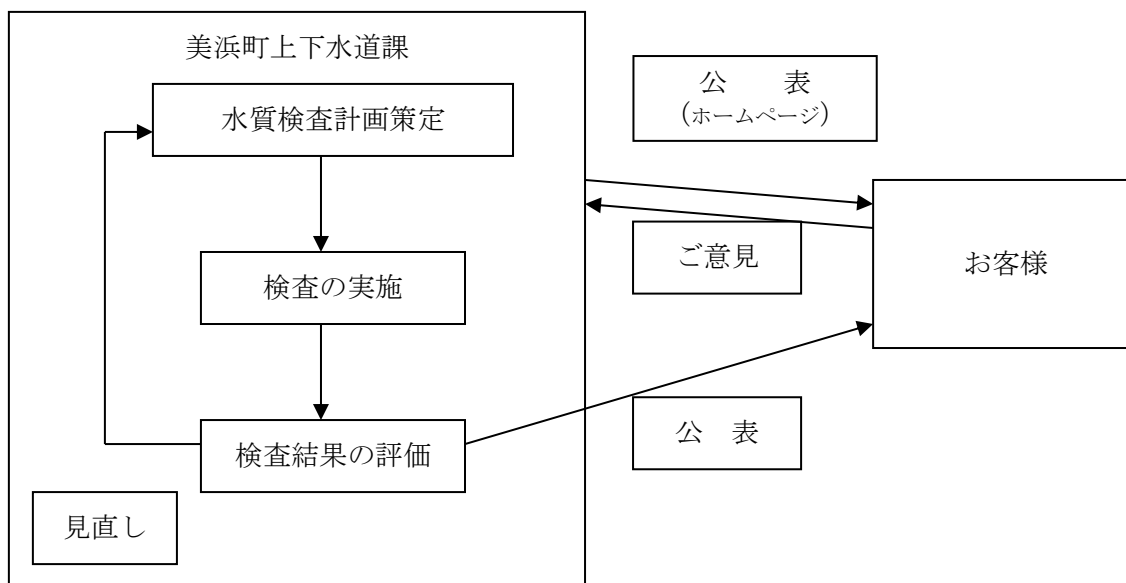 美浜町上下水道課
水質検査計画策定
検査の実施
検査結果の評価
見直し
公　　表
(ホームページ)
ご意見
公　表
お客様